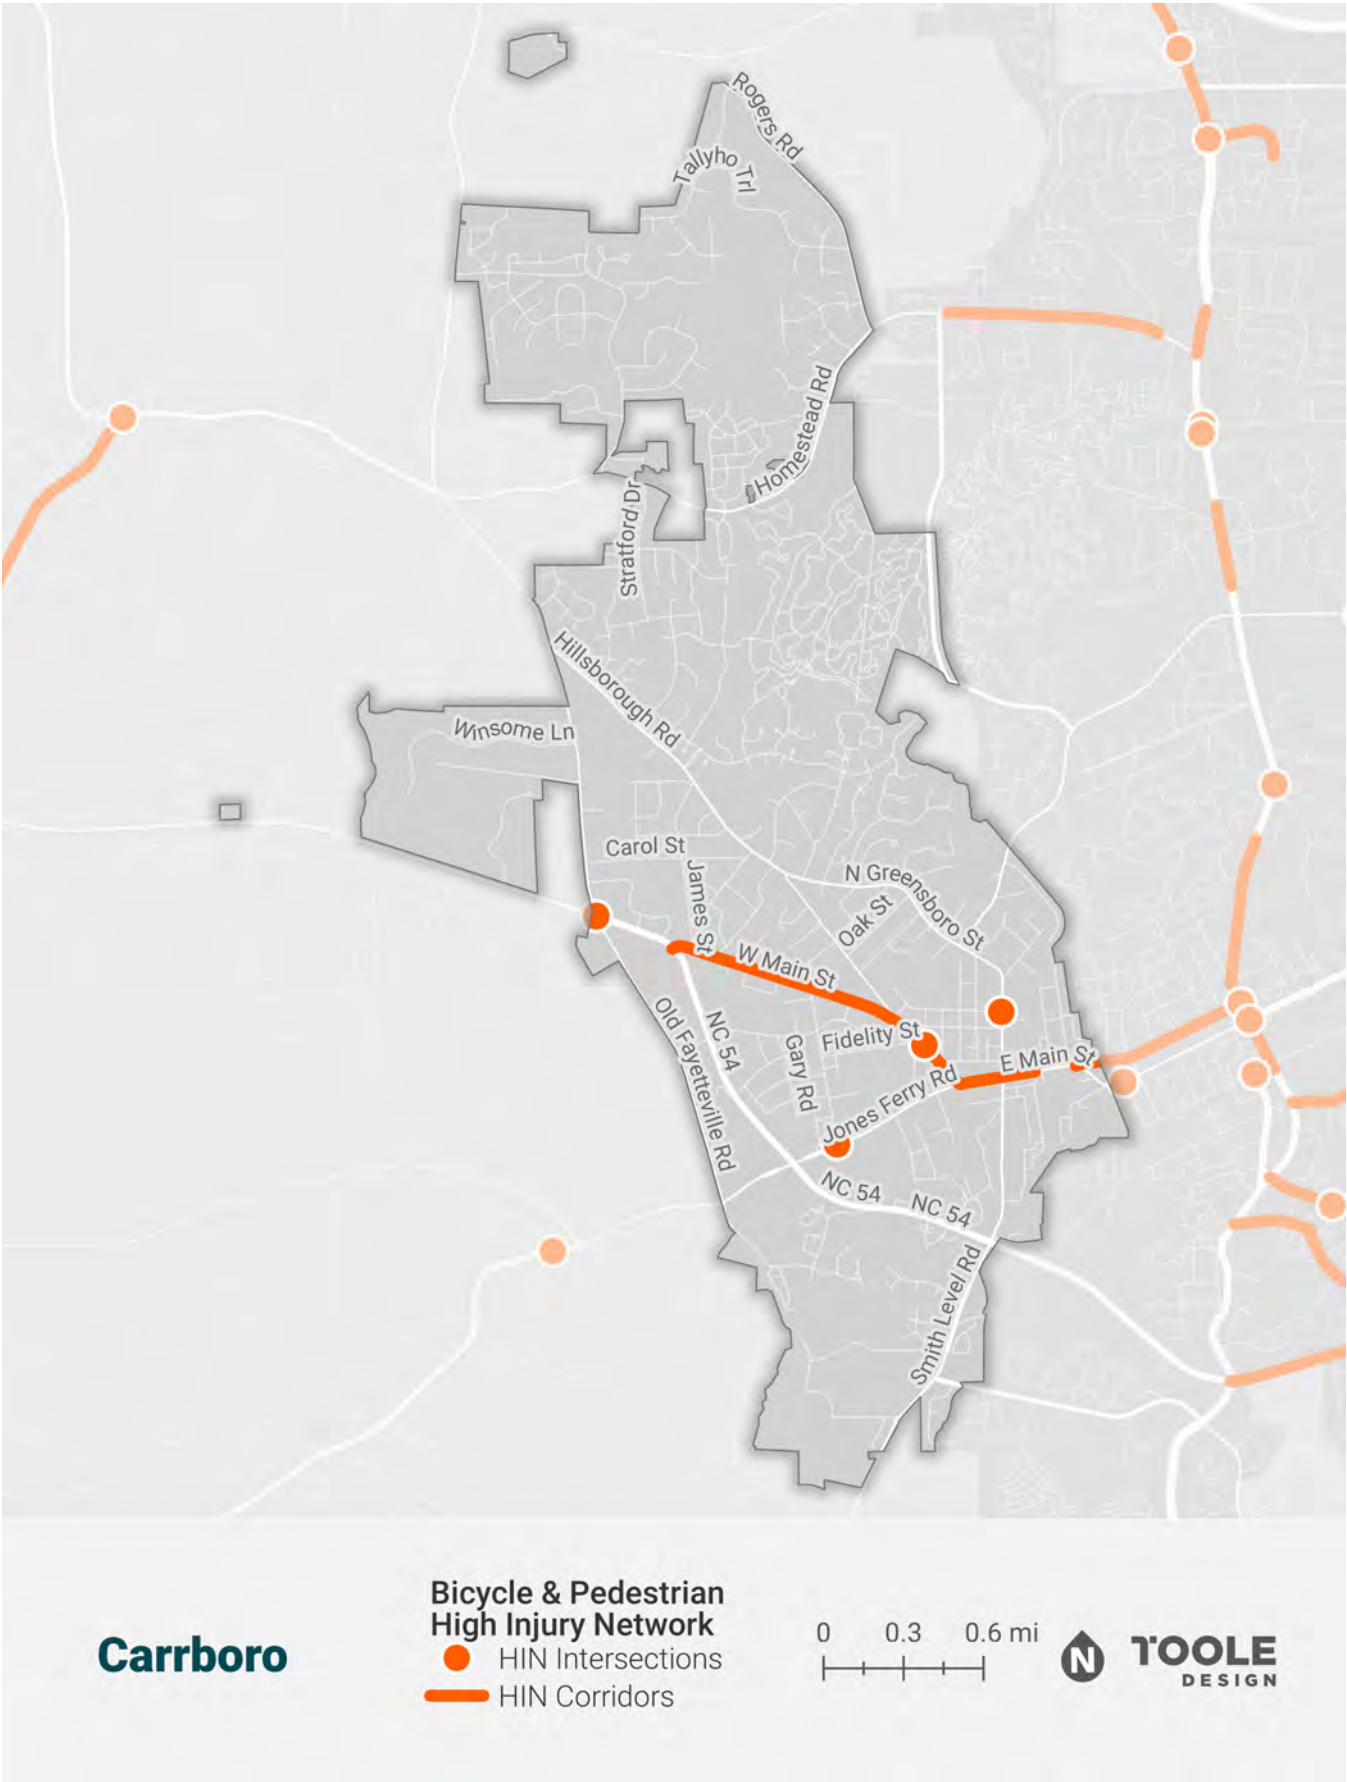 Rogers Rd
Tallyho Trl
Homestead Rd
Stratford Dr
Hillsborough Rd
Winsome Ln
Carol St
James St
N Greensboro St
Oak St
W Main St
Old Fayetteville Rd
NC 54
Gary Rd
Fidelity St
E Main St
Jones Ferry Rd
NC 54
NC 54
Smith Level Rd
Carrboro
Bicycle & Pedestrian
High Injury Network
HIN Intersections
HIN Corridors
0 0.3 0.6 mi
N
TOOLE
DESIGN